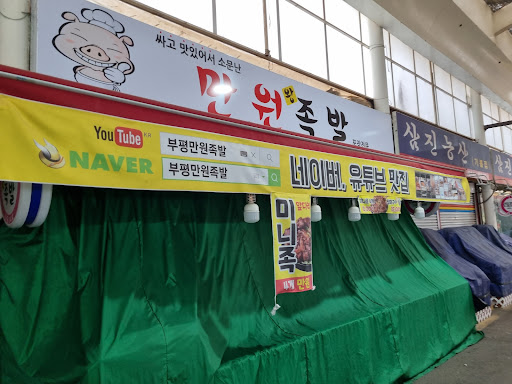 싸고 맛있어서 소문난
만원왕족발
삼진농산
YouTube KR
부평만원족발
NAVER
부평만원족발
네이버, 유튜브 맛집
미니족